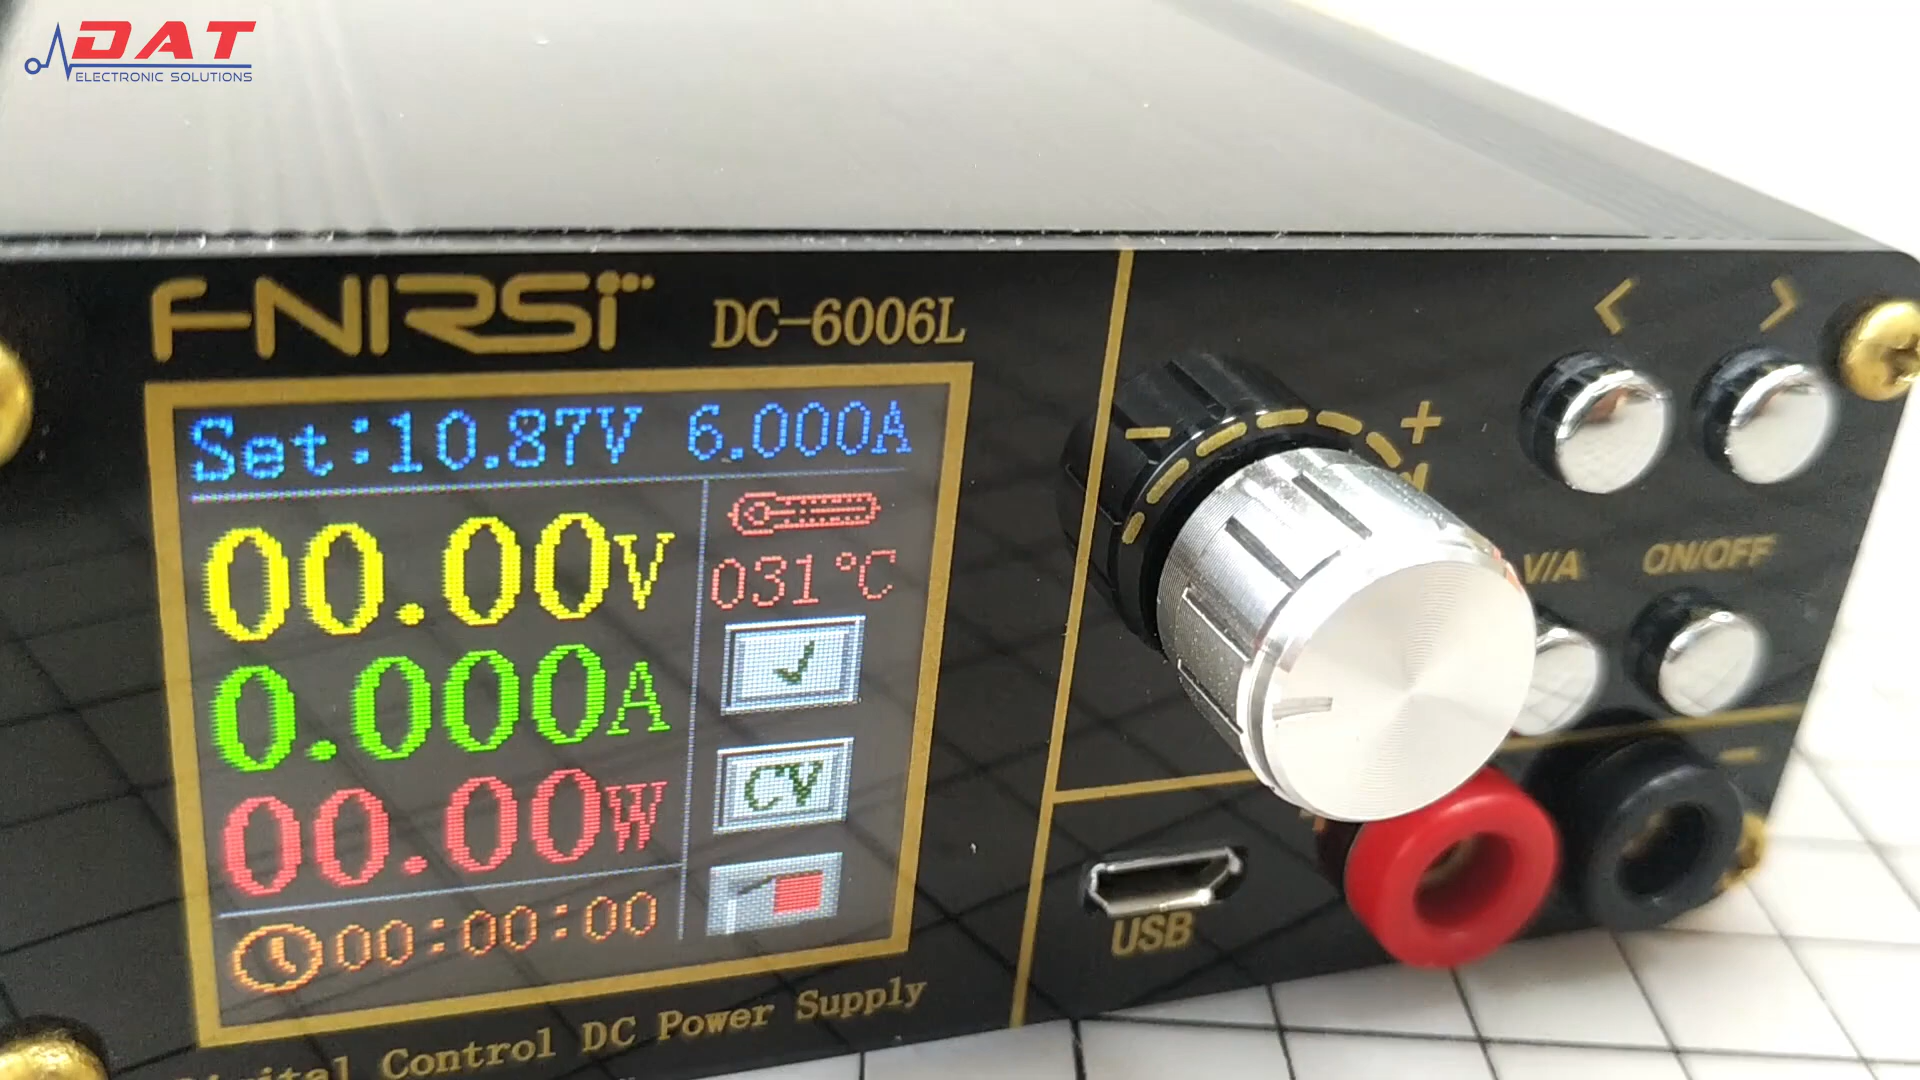 DAT
ELECTRONIC SOLUTIONS
FNIRSI
DC-6006L
Set:10.87V 6.000A
00.00V
031℃
0.000A
CV
00.00W
00:00:00
Digital Control DC Power Supply
- +
< >
V/A ON/OFF
USB
+ -